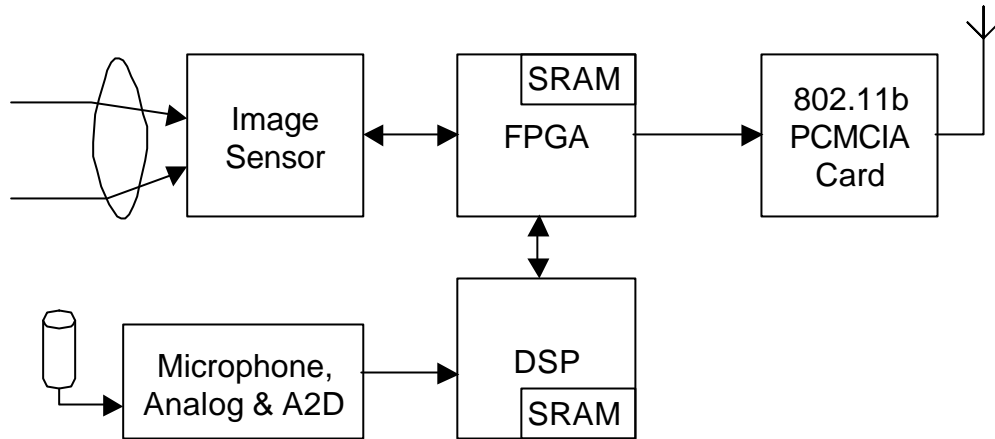 Image
Sensor
SRAM
FPGA
802.11b
PCMCIA
Card
Microphone,
Analog & A2D
DSP
SRAM